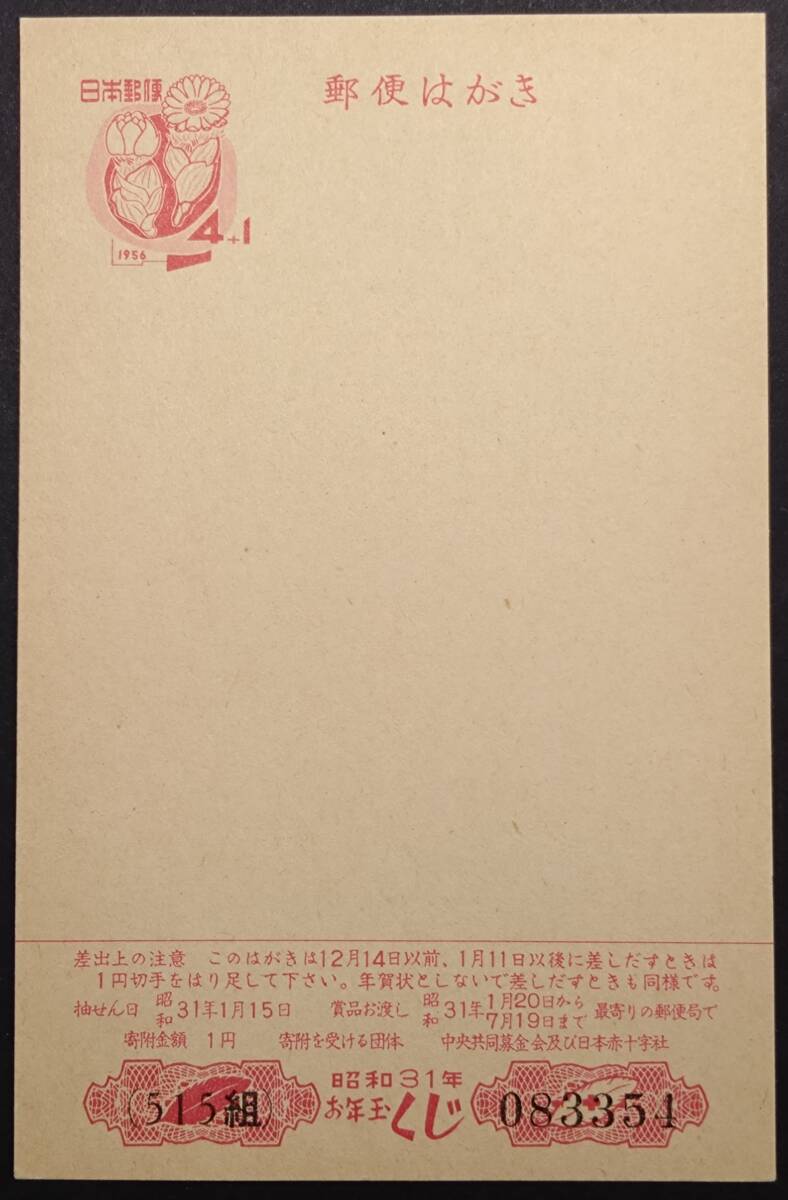 日本郵便
郵便はがき
4+1
1956
差出上の注意 このはがきは12月14日以前、1月11日以後に差しだすときは
1円切手をはり足して下さい。年賀状としないで差しだすときも同様です。
抽せん日 昭和31年1月15日 賞品お渡し 昭和31年1月20日から7月19日まで 最寄りの郵便局で
寄附金額 1円 寄附を受ける団体 中央共同募金会及び日本赤十字社
昭和31年
(515組) お年玉くじ 083354